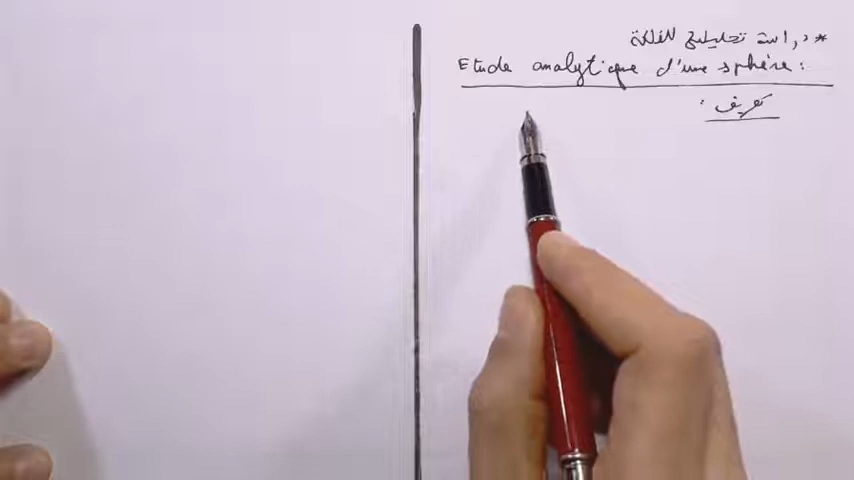 * دراسة تحليلية للفلكة
Etude analytique d'une sphère :
تعريف :